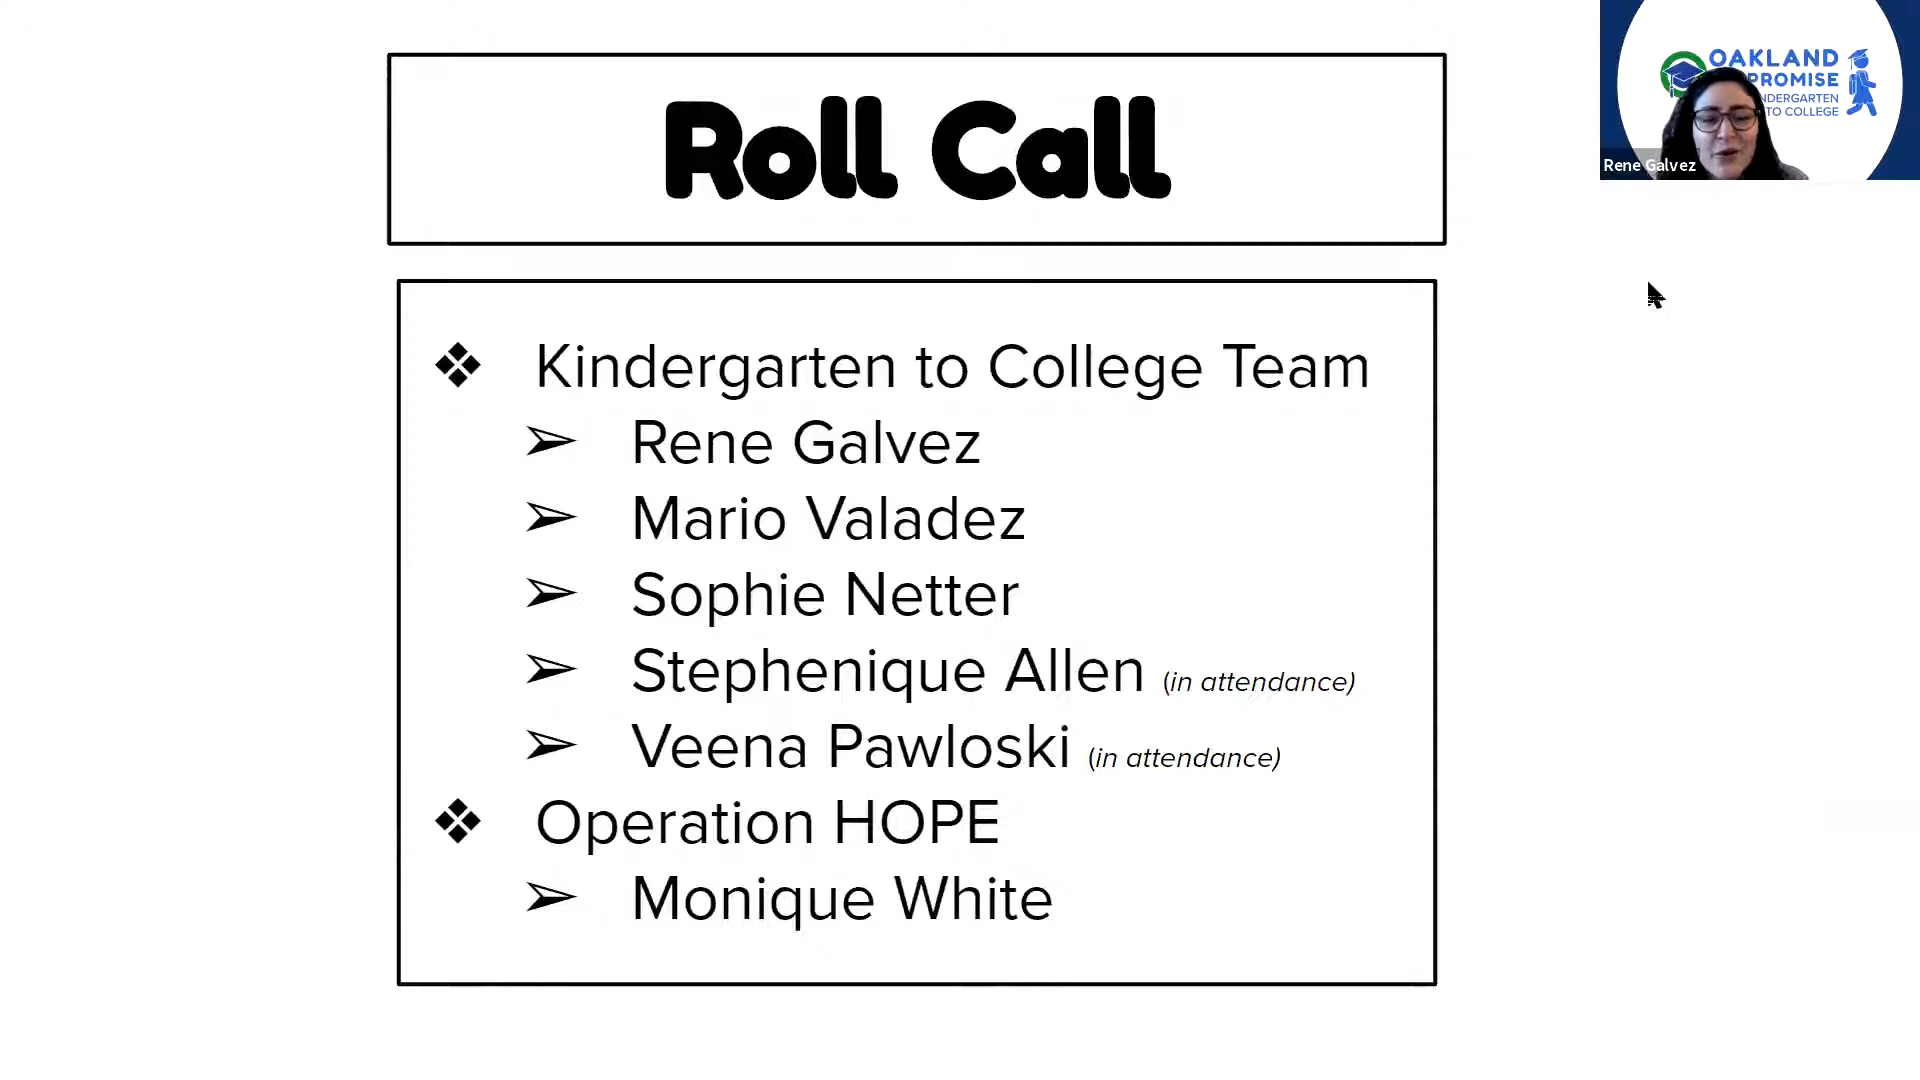 Roll Call
Kindergarten to College Team
Rene Galvez
Mario Valadez
Sophie Netter
Stephenique Allen (in attendance)
Veena Pawloski (in attendance)
Operation HOPE
Monique White
OAKLAND
PROMISE
NDERGARTEN
TO COLLEGE
Rene Galvez